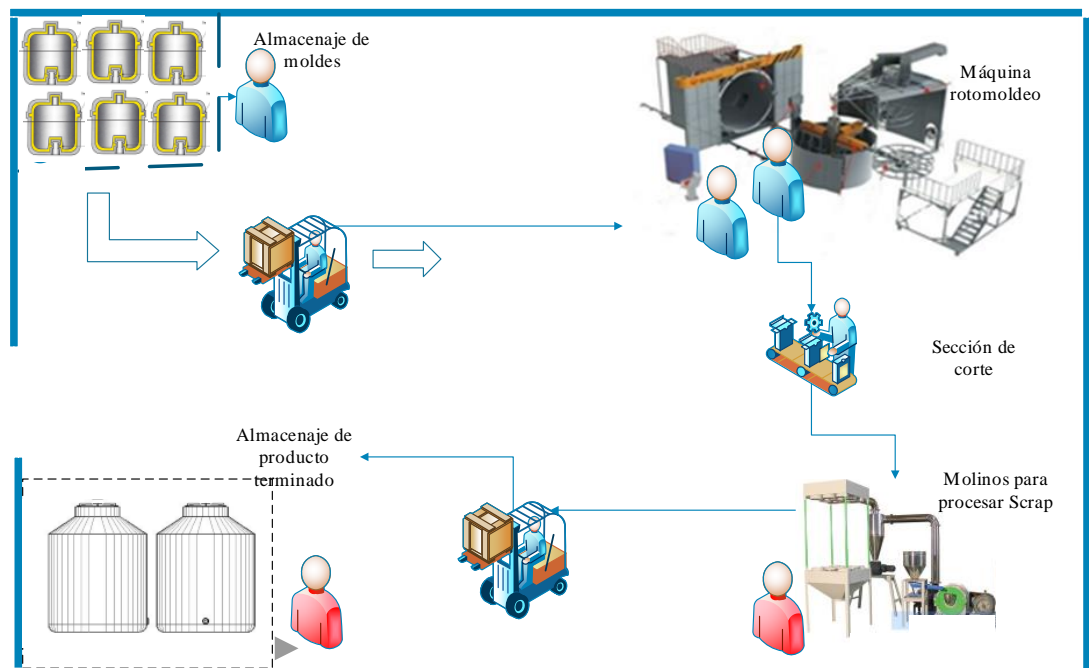 Almacenaje de
moldes
Máquina
rotomoldeo
Sección de
corte
Almacenaje de
producto
terminado
Molinos para
procesar Scrap